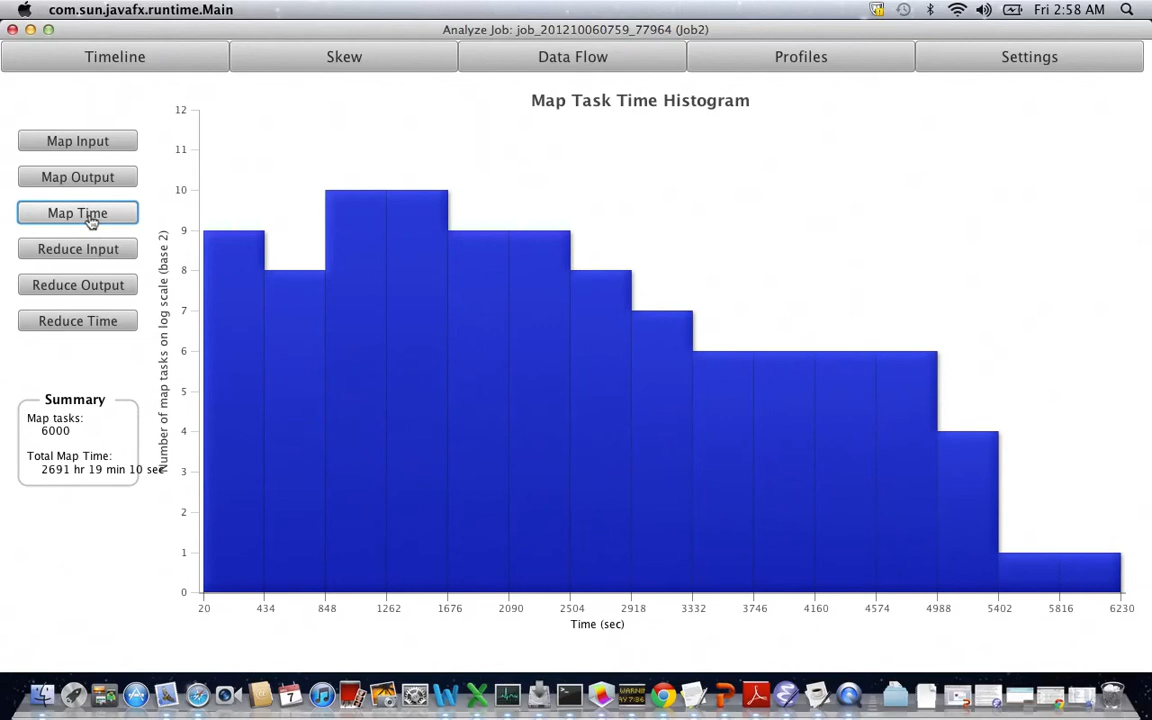 com.sun.javafx.runtime.Main
Fri 2:58 AM
Analyze Job: job_201210060759_77964 (Job2)
Timeline
Skew
Data Flow
Profiles
Settings
Map Task Time Histogram
Map Input
Map Output
Map Time
Reduce Input
Reduce Output
Reduce Time
Summary
Map tasks:
6000
Total Map Time:
2691 hr 19 min 10 sec
Number of map tasks on log scale (base 2)
12
11
10
9
8
7
6
5
4
3
2
1
0
20 434 848 1262 1676 2090 2504 2918 3332 3746 4160 4574 4988 5402 5816 6230
Time (sec)